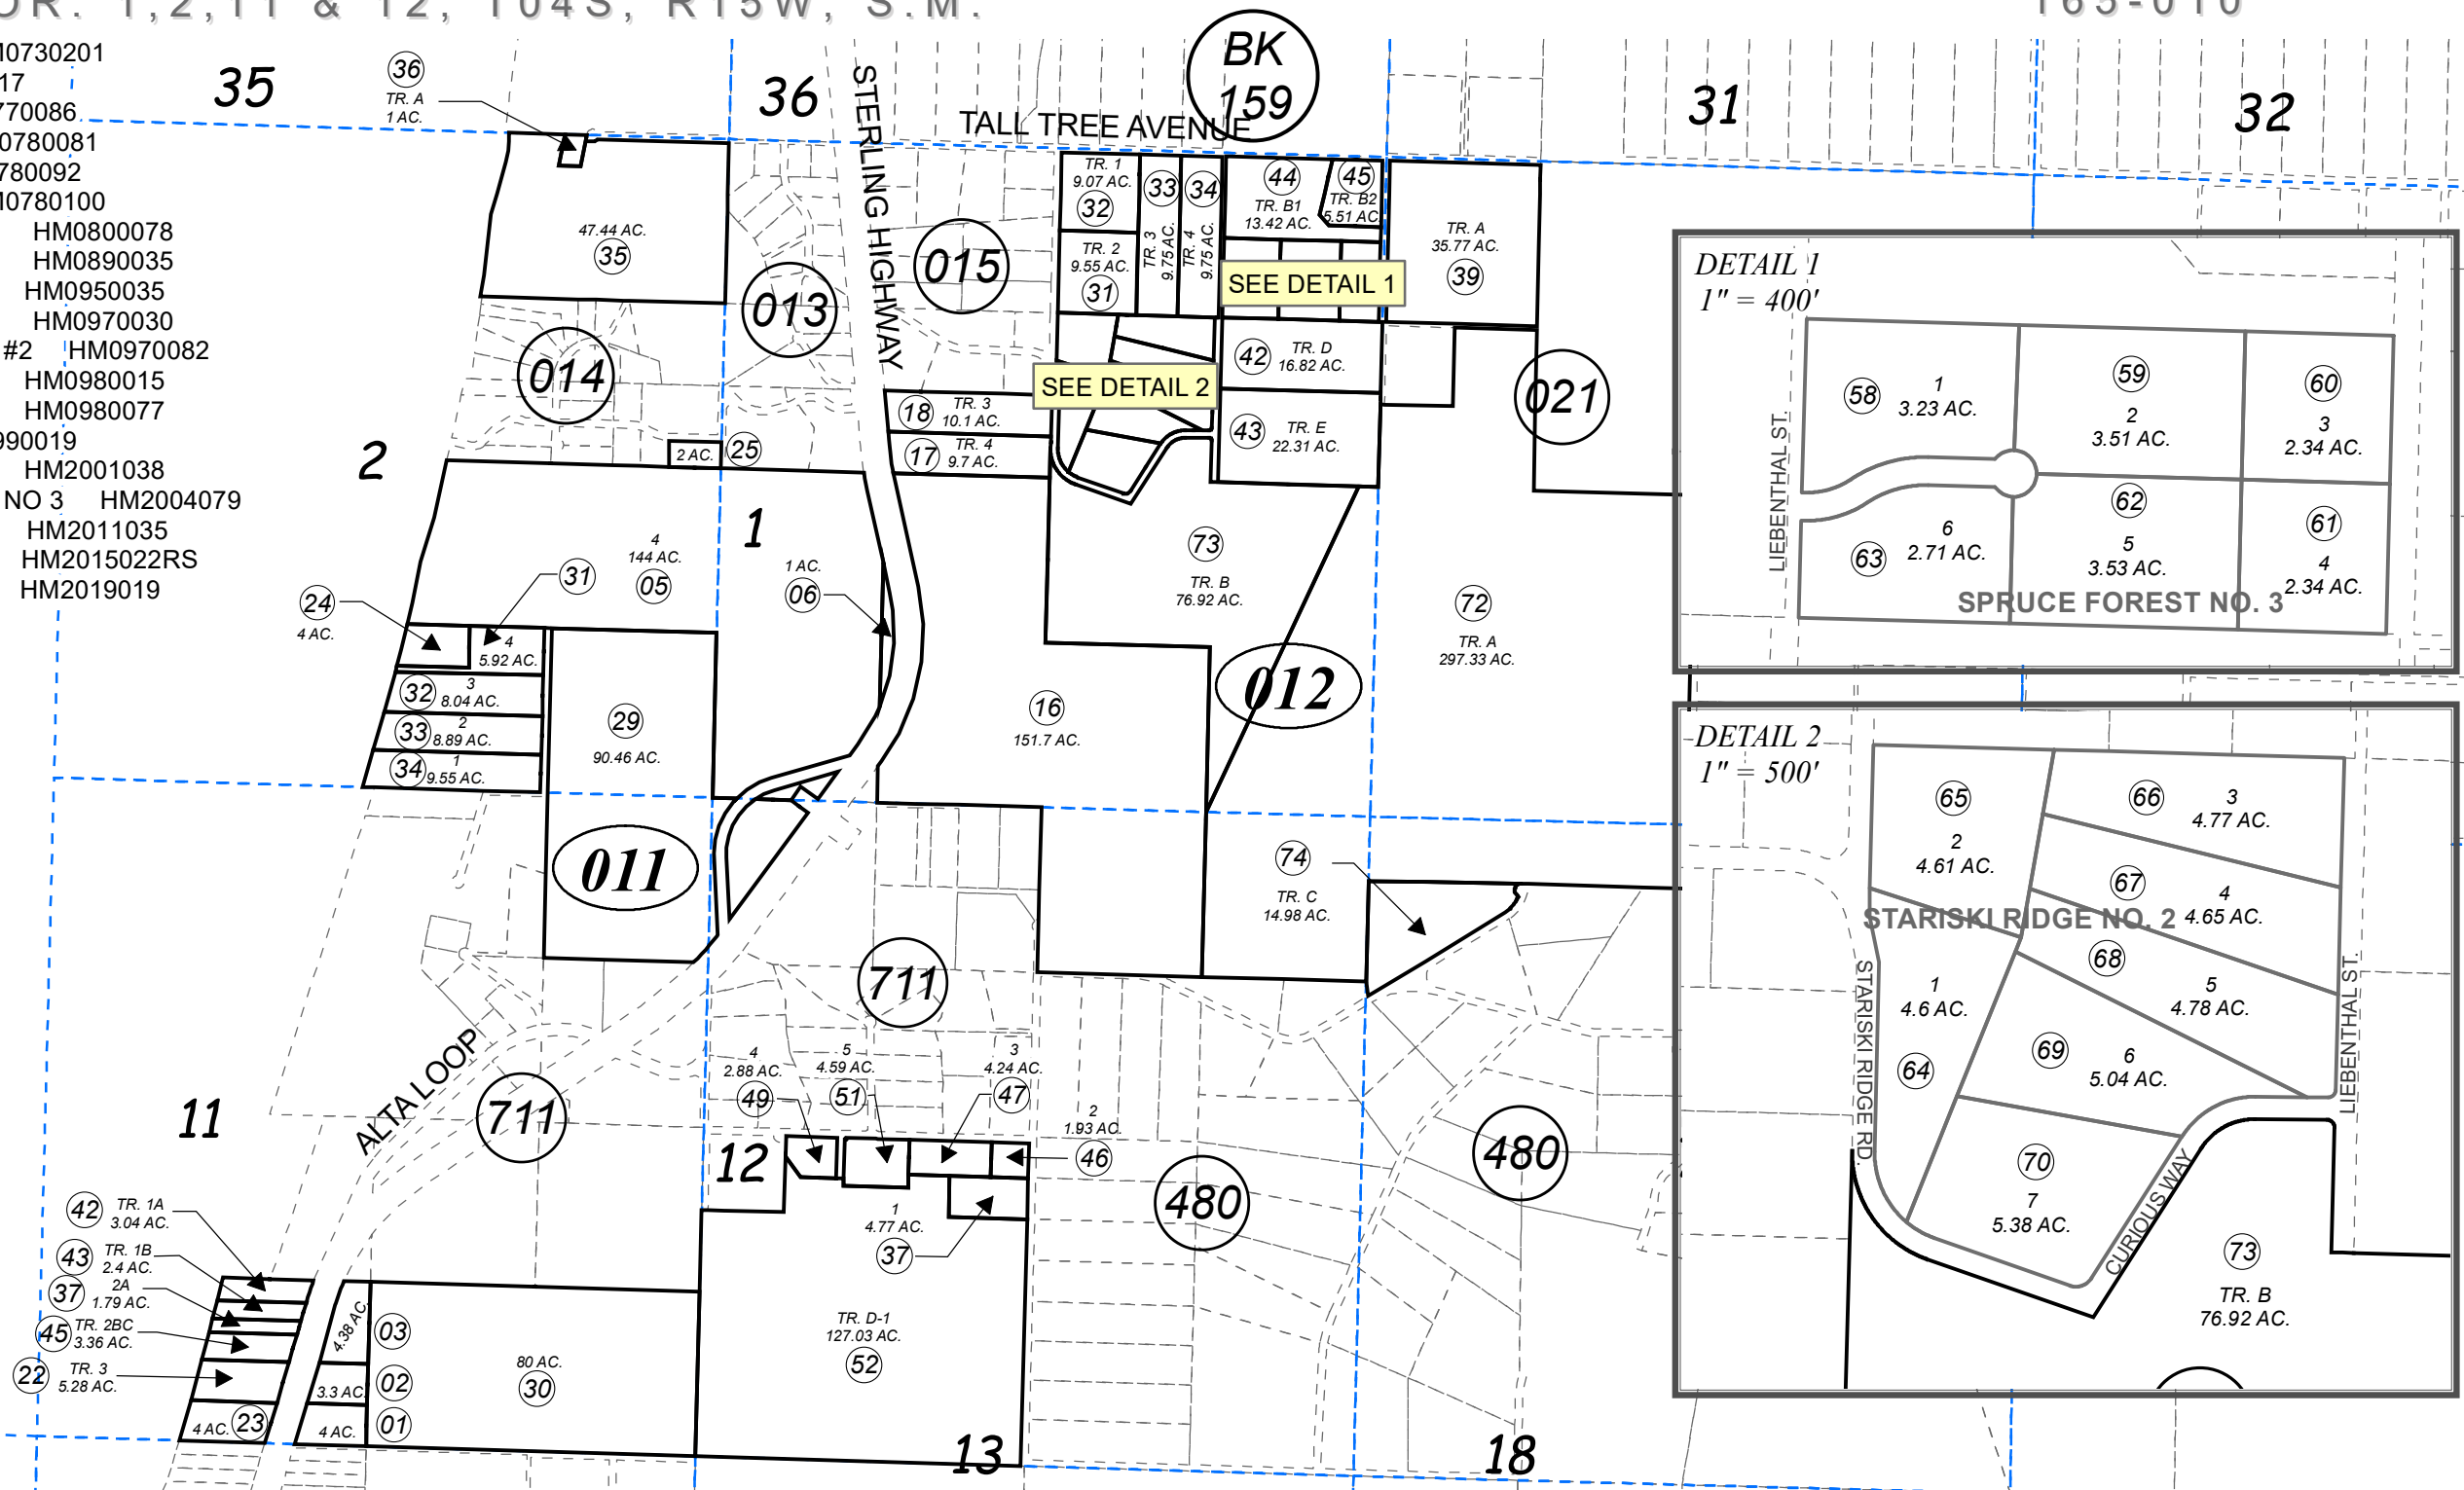 OR. 1,2,11 & 12, T04S, R15W, S.M.
165-010
M0730201
17
770086
0780081
780092
M0780100
HM0800078
HM0890035
HM0950035
HM0970030
#2 HM0970082
HM0980015
HM0980077
990019
HM2001038
NO 3 HM2004079
HM2011035
HM2015022RS
HM2019019
35
36
TR. A
1 AC.
36
STERLING HIGHWAY
TALL TREE AVENUE
BK
159
31
32
47.44 AC.
35
013
014
015
TR. 1
9.07 AC.
32
TR. 2
9.55 AC.
31
33
TR. 3
9.75 AC.
34
TR. 4
9.75 AC.
44
TR. B1
13.42 AC.
45
TR. B2
5.51 AC.
TR. A
35.77 AC.
39
SEE DETAIL 1
SEE DETAIL 2
42
TR. D
16.82 AC.
43
TR. E
22.31 AC.
021
18
TR. 3
10.1 AC.
17
TR. 4
9.7 AC.
2 AC.
25
2
1
4
144 AC.
05
1 AC.
06
31
24
4 AC.
4
5.92 AC.
32
3
8.04 AC.
33
2
8.89 AC.
34
1
9.55 AC.
29
90.46 AC.
73
TR. B
76.92 AC.
72
TR. A
297.33 AC.
012
16
151.7 AC.
011
74
TR. C
14.98 AC.
711
ALTA LOOP
711
11
12
4
2.88 AC.
49
5
4.59 AC.
51
3
4.24 AC.
47
2
1.93 AC.
46
1
4.77 AC.
37
480
480
42
TR. 1A
3.04 AC.
43
TR. 1B
2.4 AC.
37
2A
1.79 AC.
45
TR. 2BC
3.36 AC.
22
TR. 3
5.28 AC.
4 AC.
23
4.38 AC.
03
3.3 AC.
02
4 AC.
01
80 AC.
30
TR. D-1
127.03 AC.
52
13
18
DETAIL 1
1" = 400'
LIEBENTHAL ST.
58
1
3.23 AC.
59
2
3.51 AC.
60
3
2.34 AC.
63
6
2.71 AC.
62
5
3.53 AC.
61
4
2.34 AC.
SPRUCE FOREST NO. 3
DETAIL 2
1" = 500'
65
2
4.61 AC.
66
3
4.77 AC.
67
4
4.65 AC.
STARISKI RIDGE NO. 2
68
5
4.78 AC.
1
4.6 AC.
64
69
6
5.04 AC.
70
7
5.38 AC.
STARISKI RIDGE RD.
LIEBENTHAL ST.
CURIOUS WAY
73
TR. B
76.92 AC.